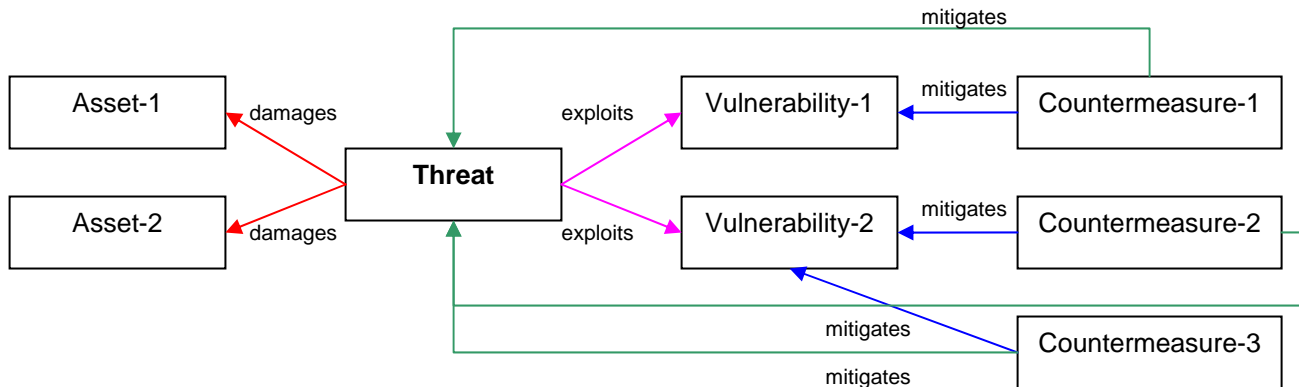 mitigates
Asset-1
damages
exploits
Vulnerability-1
mitigates
Countermeasure-1
Threat
Asset-2
damages
exploits
Vulnerability-2
mitigates
Countermeasure-2
mitigates
Countermeasure-3
mitigates